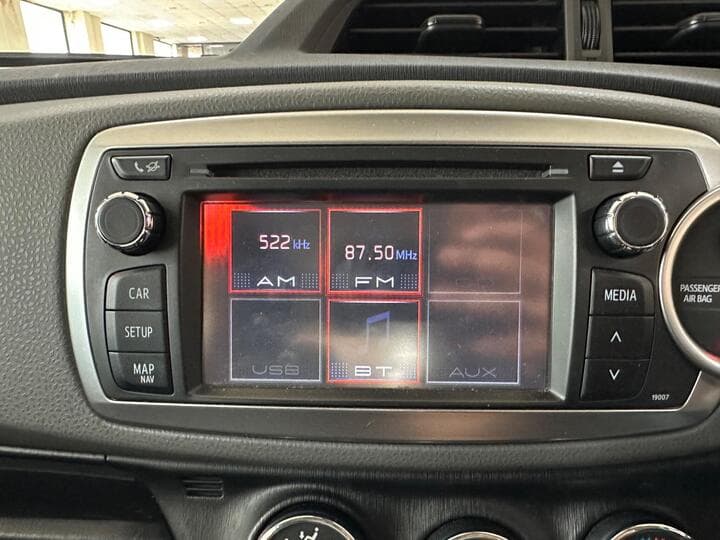 522 kHz
AM
87.50 MHz
FM
USB
BT
AUX
CAR
SETUP
MAP
NAV
MEDIA
19007
PASSENGER
AIR BAG